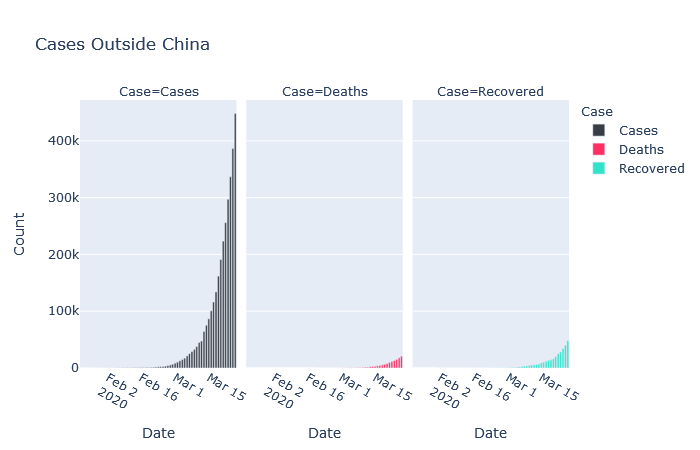 Cases Outside China
Case=Cases
Case=Deaths
Case=Recovered
Case
Cases
Deaths
Recovered
Count
400k
300k
200k
100k
0
Feb 2
2020
Feb 16
Mar 1
Mar 15
Feb 2
2020
Feb 16
Mar 1
Mar 15
Feb 2
2020
Feb 16
Mar 1
Mar 15
Date
Date
Date